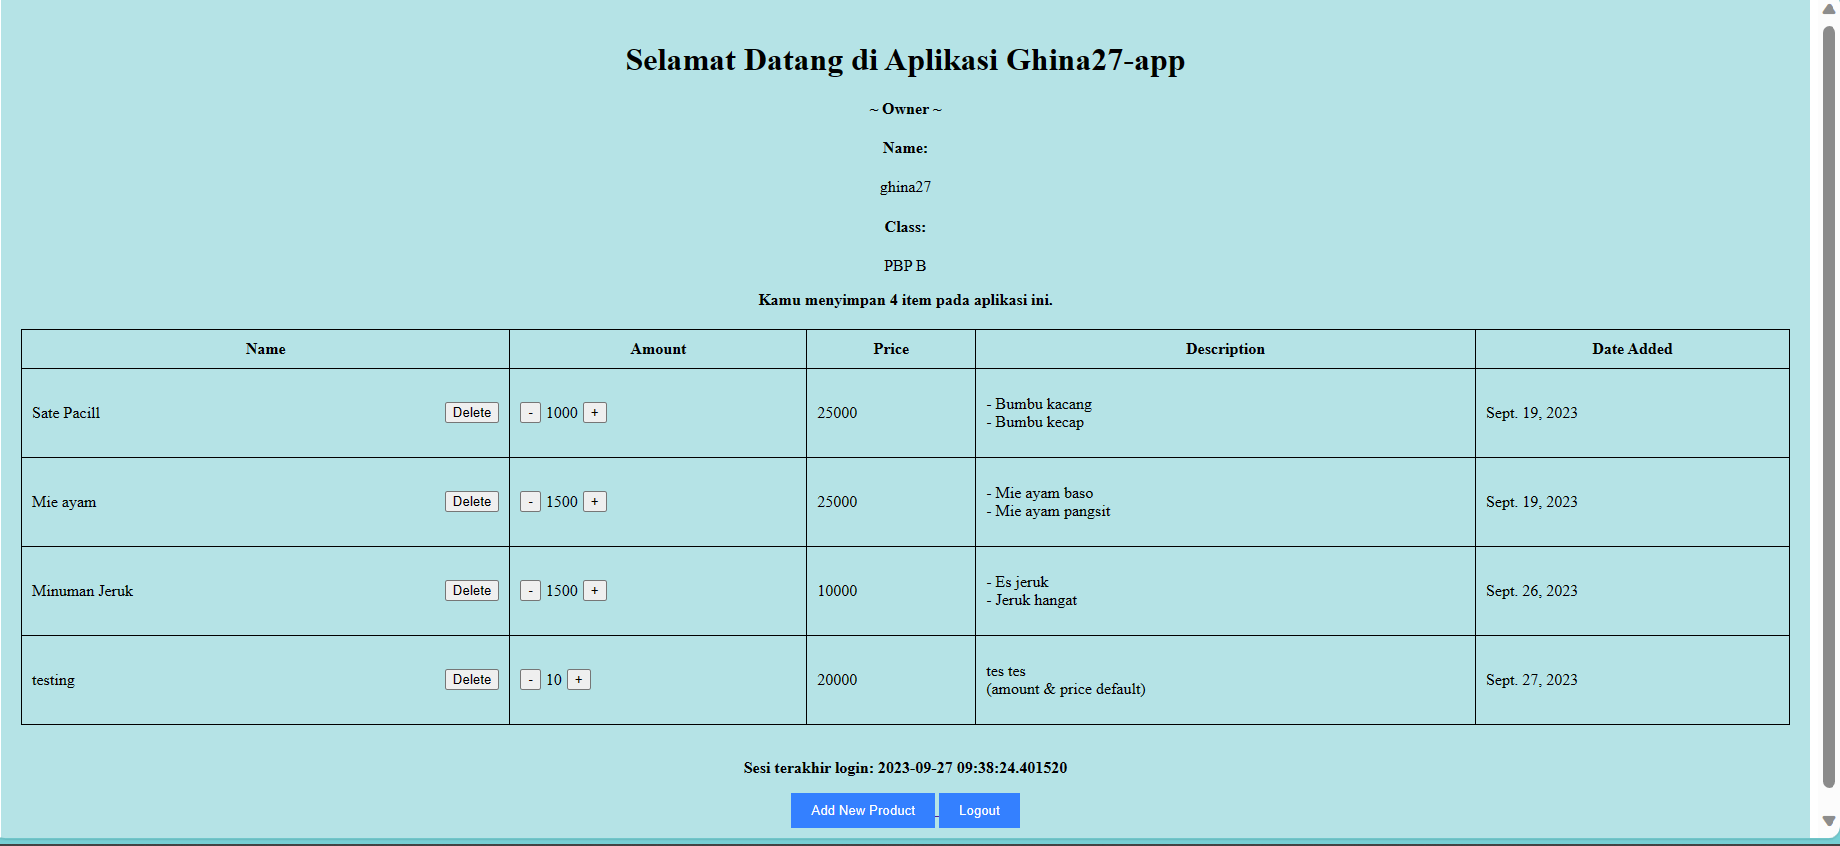 Selamat Datang di Aplikasi Ghina27-app
~ Owner ~
Name:
ghina27
Class:
PBP B
Kamu menyimpan 4 item pada aplikasi ini.
Name Amount Price Description Date Added
Sate Pacill Delete - 1000 + 25000 - Bumbu kacang
- Bumbu kecap Sept. 19, 2023
Mie ayam Delete - 1500 + 25000 - Mie ayam baso
- Mie ayam pangsit Sept. 19, 2023
Minuman Jeruk Delete - 1500 + 10000 - Es jeruk
- Jeruk hangat Sept. 26, 2023
testing Delete - 10 + 20000 tes tes
(amount & price default) Sept. 27, 2023
Sesi terakhir login: 2023-09-27 09:38:24.401520
Add New Product Logout